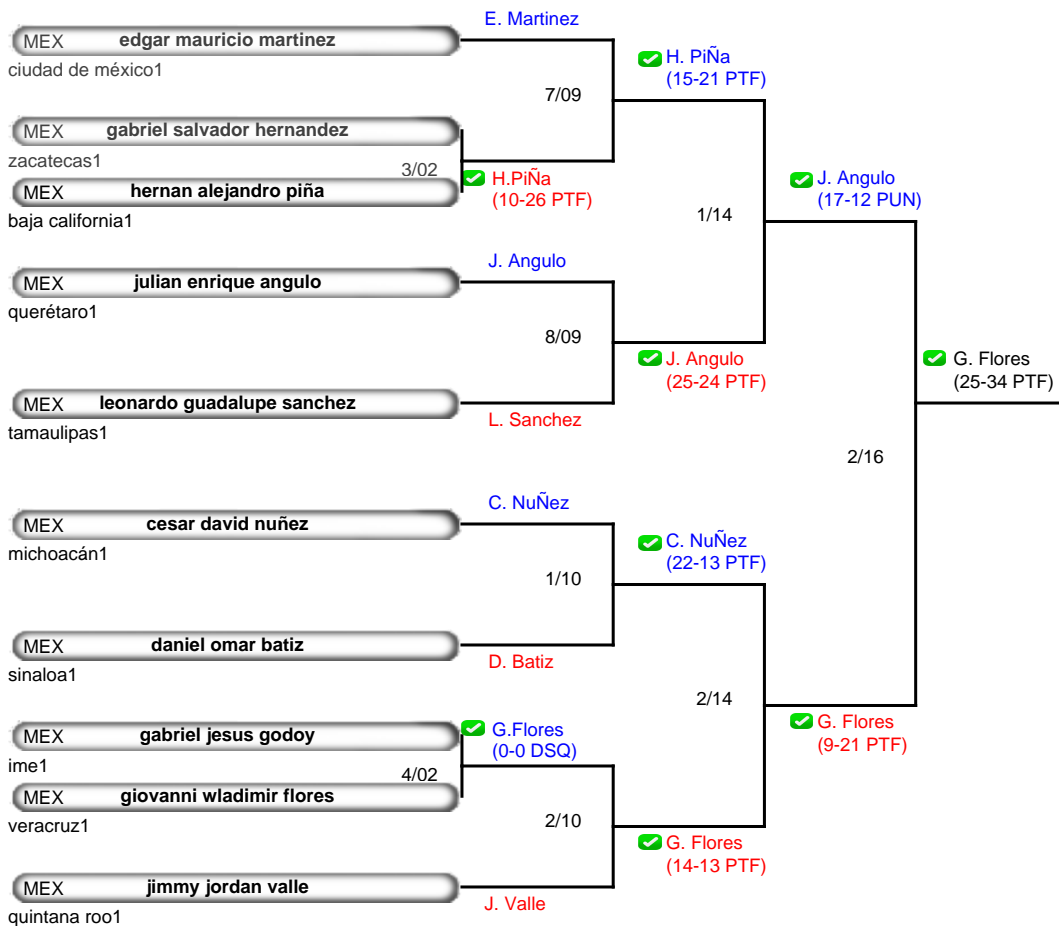 E. Martinez
MEX edgar mauricio martinez
ciudad de méxico1
H. PiÑa
(15-21 PTF)
7/09
MEX gabriel salvador hernandez
zacatecas1
3/02
H.PiÑa
(10-26 PTF)
MEX hernan alejandro piña
baja california1
J. Angulo
(17-12 PUN)
1/14
J. Angulo
MEX julian enrique angulo
querétaro1
8/09
J. Angulo
(25-24 PTF)
G. Flores
(25-34 PTF)
MEX leonardo guadalupe sanchez
tamaulipas1
L. Sanchez
2/16
C. NuÑez
MEX cesar david nuñez
michoacán1
C. NuÑez
(22-13 PTF)
1/10
MEX daniel omar batiz
sinaloa1
D. Batiz
2/14
G. Flores
(9-21 PTF)
MEX gabriel jesus godoy
ime1
G.Flores
(0-0 DSQ)
4/02
MEX giovanni wladimir flores
veracruz1
2/10
G. Flores
(14-13 PTF)
MEX jimmy jordan valle
quintana roo1
J. Valle